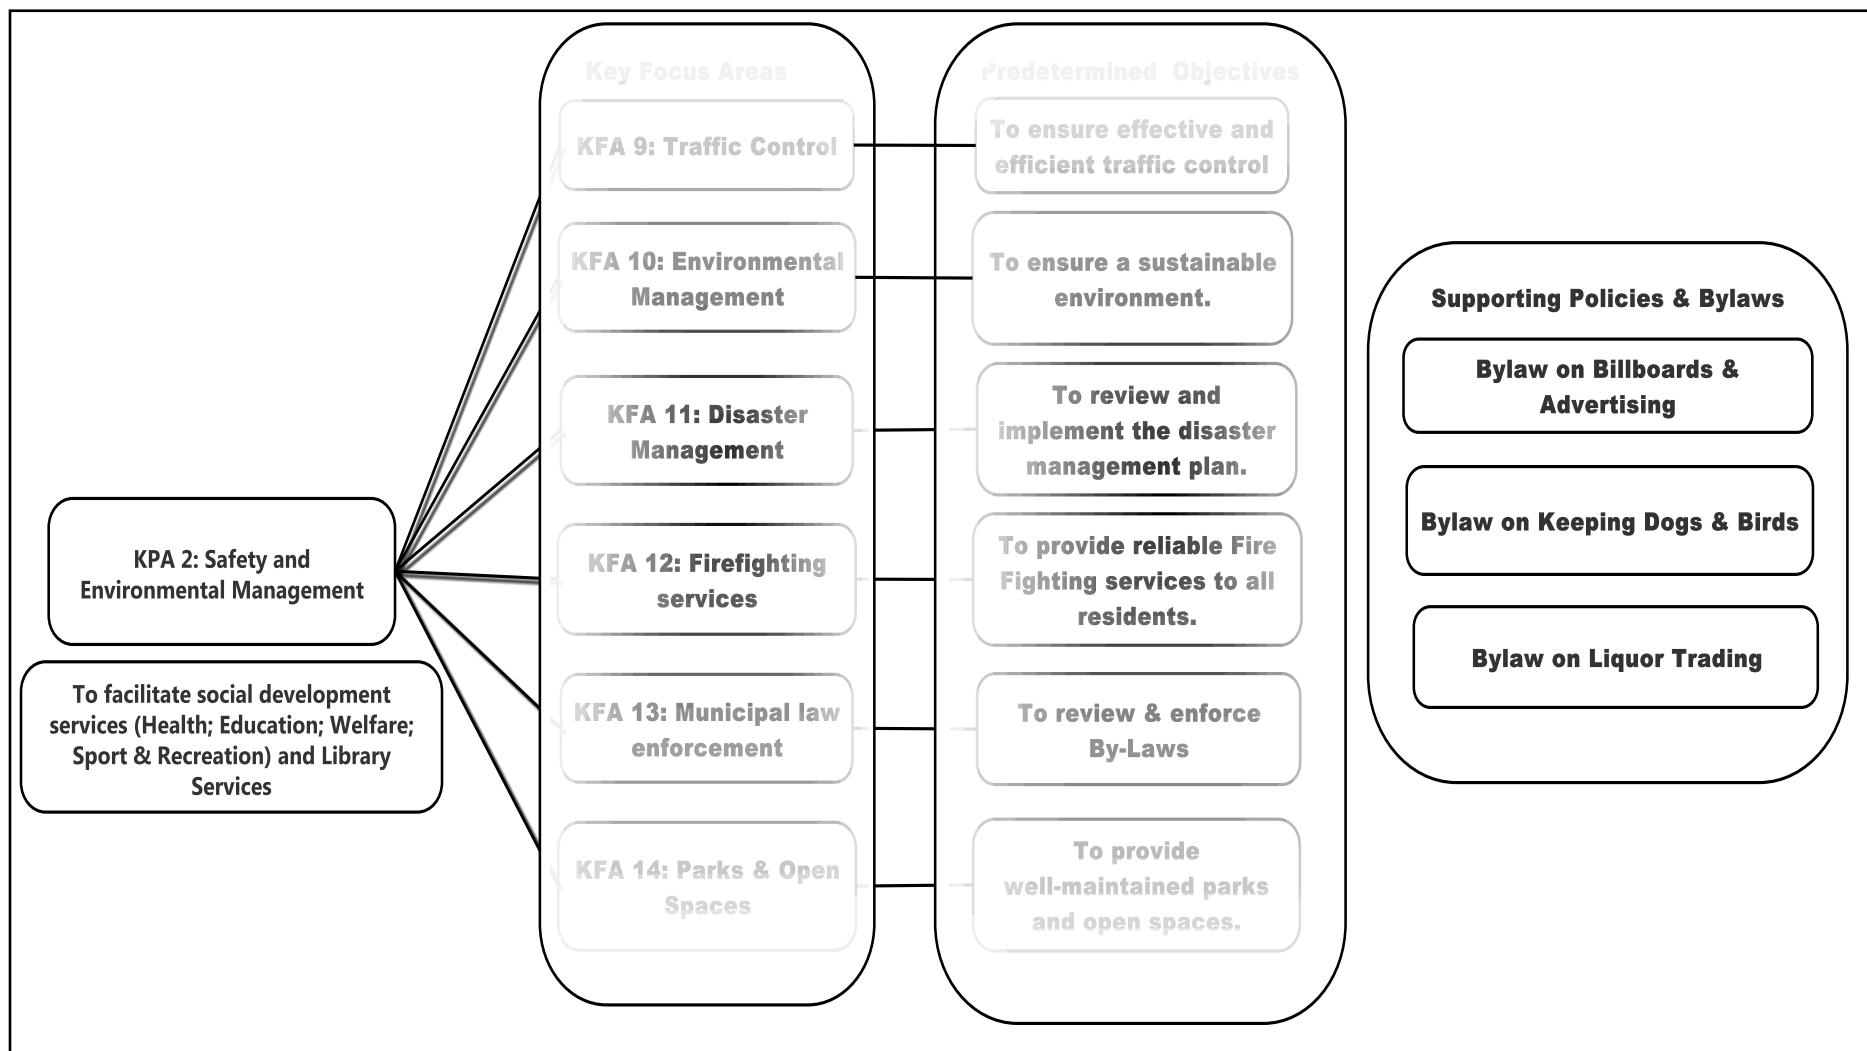 Key Focus Areas
KFA 9: Traffic Control
KFA 10: Environmental
Management
KFA 11: Disaster
Management
KFA 12: Firefighting
services
KFA 13: Municipal law
enforcement
KFA 14: Parks & Open
Spaces
Predetermined Objectives
To ensure effective and
efficient traffic control
To ensure a sustainable
environment.
To review and
implement the disaster
management plan.
To provide reliable Fire
Fighting services to all
residents.
To review & enforce
By-Laws
To provide
well-maintained parks
and open spaces.
KPA 2: Safety and
Environmental Management
To facilitate social development
services (Health; Education; Welfare;
Sport & Recreation) and Library
Services
Supporting Policies & Bylaws
Bylaw on Billboards &
Advertising
Bylaw on Keeping Dogs & Birds
Bylaw on Liquor Trading